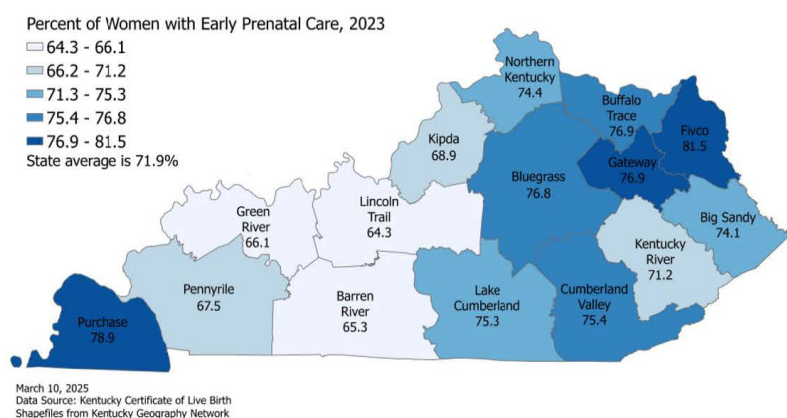 Percent of Women with Early Prenatal Care, 2023
64.3 - 66.1
66.2 - 71.2
71.3 - 75.3
75.4 - 76.8
76.9 - 81.5
State average is 71.9%
Northern
Kentucky
74.4
Buffalo
Trace
76.9
Fivco
81.5
Kipda
68.9
Gateway
76.9
Bluegrass
76.8
Lincoln
Trail
64.3
Green
River
66.1
Big Sandy
74.1
Kentucky
River
71.2
Pennyrile
67.5
Barren
River
65.3
Lake
Cumberland
75.3
Cumberland
Valley
75.4
Purchase
78.9
March 10, 2025
Data Source: Kentucky Certificate of Live Birth
Shapefiles from Kentucky Geography Network